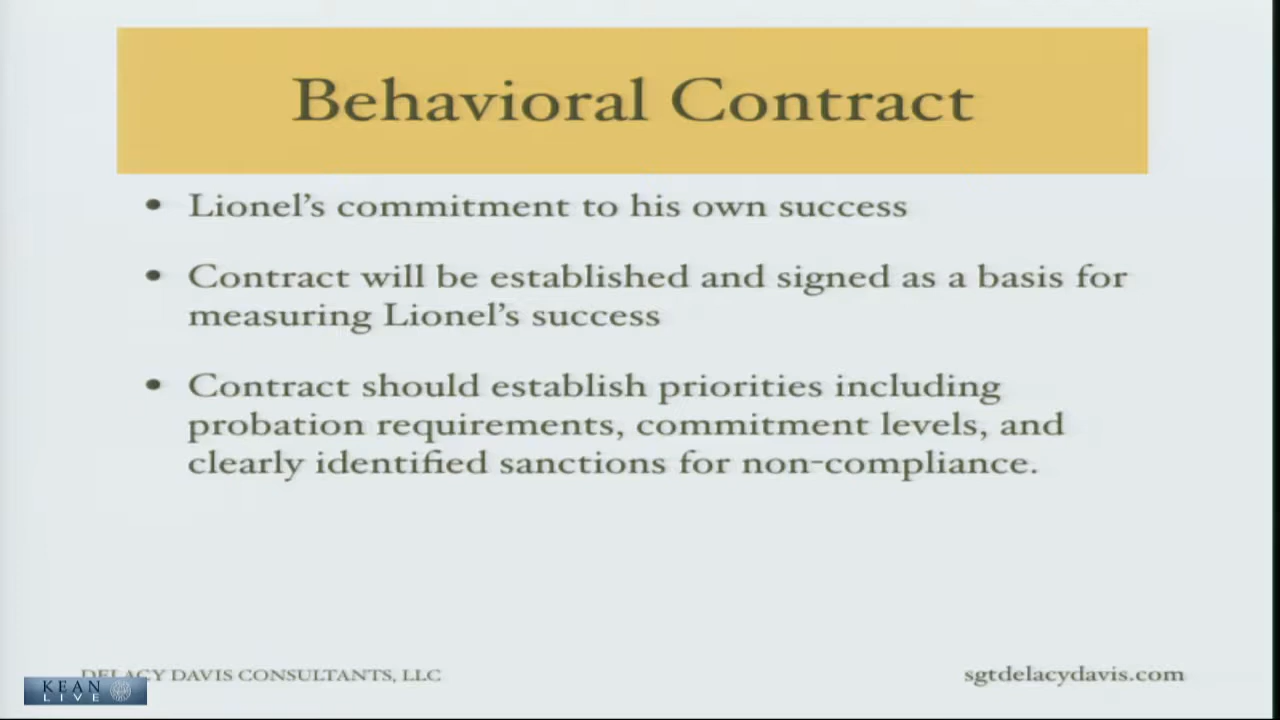 Behavioral Contract
• Lionel's commitment to his own success
• Contract will be established and signed as a basis for
measuring Lionel's success
• Contract should establish priorities including
probation requirements, commitment levels, and
clearly identified sanctions for non-compliance.
DELACY DAVIS CONSULTANTS, LLC
sgtdelacydavis.com
KEAN
LIVE